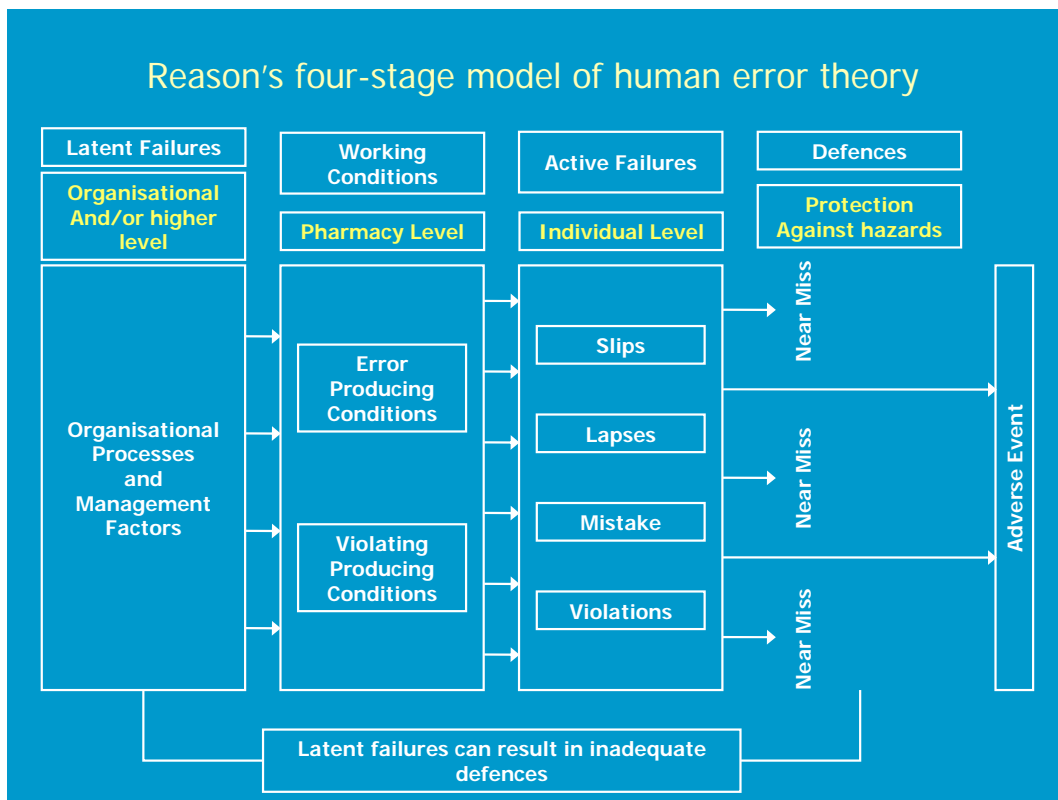 Reason's four-stage model of human error theory
Latent Failures
Organisational
And/or higher
level
Organisational
Processes
and
Management
Factors
Working
Conditions
Pharmacy Level
Error
Producing
Conditions
Violating
Producing
Conditions
Active Failures
Individual Level
Slips
Lapses
Mistake
Violations
Defences
Protection
Against hazards
Near Miss
Near Miss
Near Miss
Adverse Event
Latent failures can result in inadequate
defences